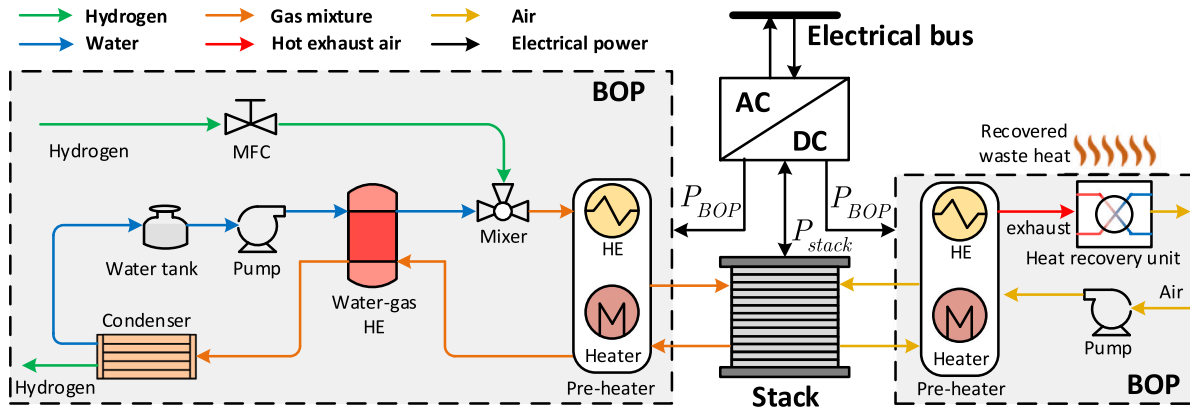 Hydrogen
Gas mixture
Air
Water
Hot exhaust air
Electrical power
Electrical bus
BOP
AC
DC
Hydrogen
MFC
Recovered
waste heat
P_BOP
P_BOP
P_stack
HE
Mixer
Water tank
Pump
Water-gas
HE
Condenser
Hydrogen
Heater
Pre-heater
Stack
HE
exhaust
Heat recovery unit
Air
Pump
Heater
Pre-heater
BOP